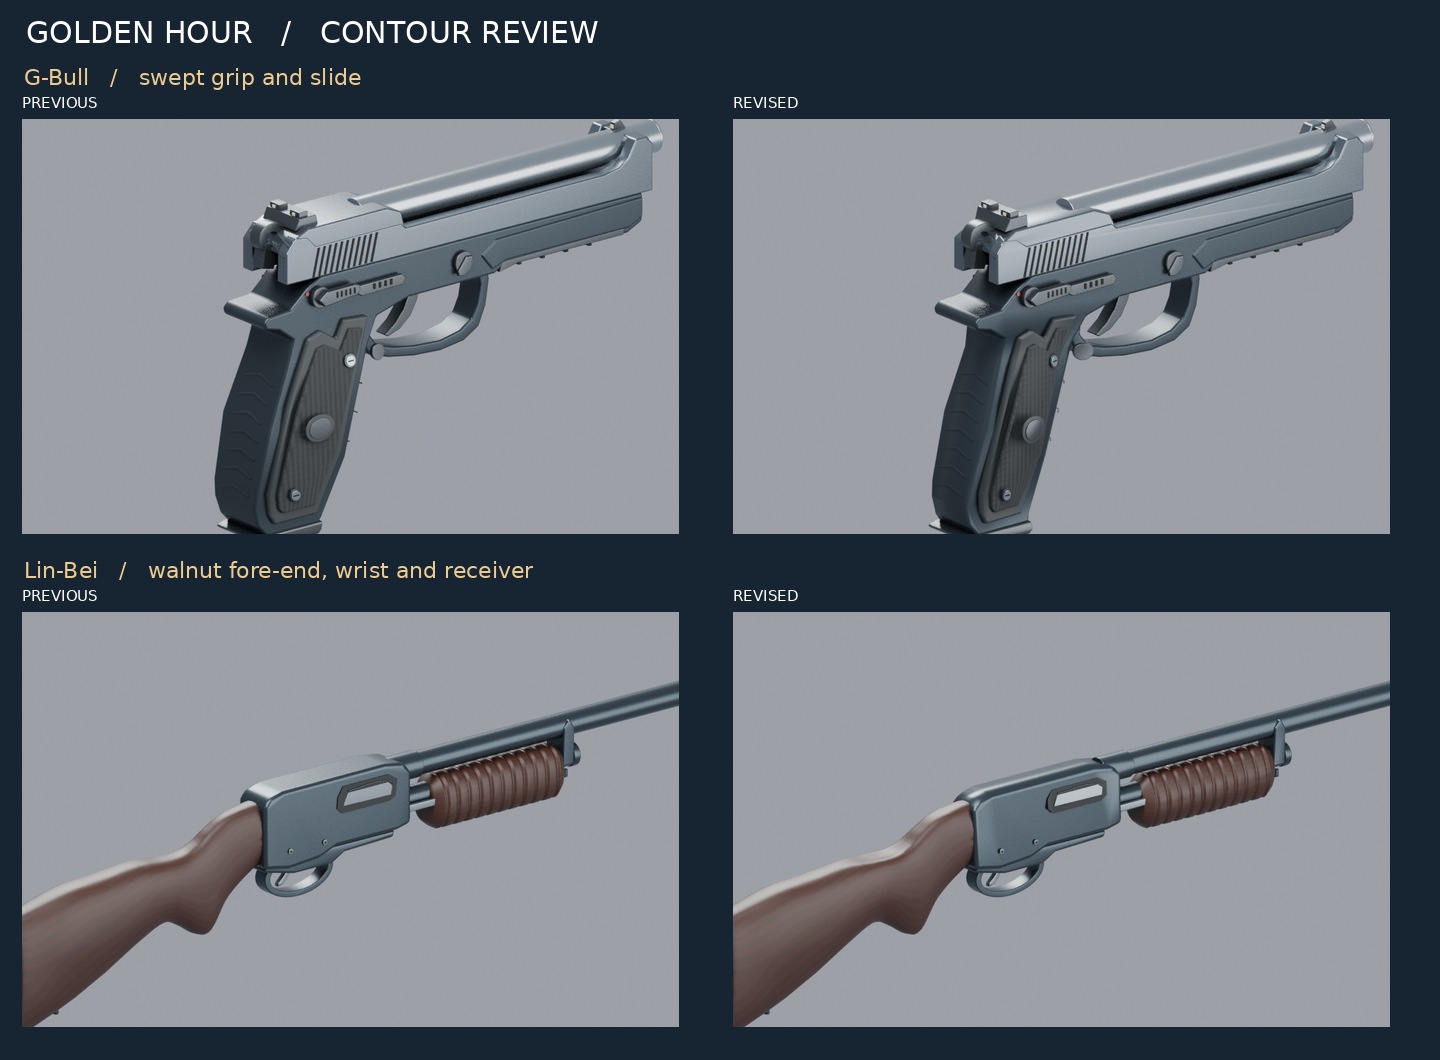 GOLDEN HOUR / CONTOUR REVIEW
G-Bull / swept grip and slide
PREVIOUS
REVISED
Lin-Bei / walnut fore-end, wrist and receiver
PREVIOUS
REVISED